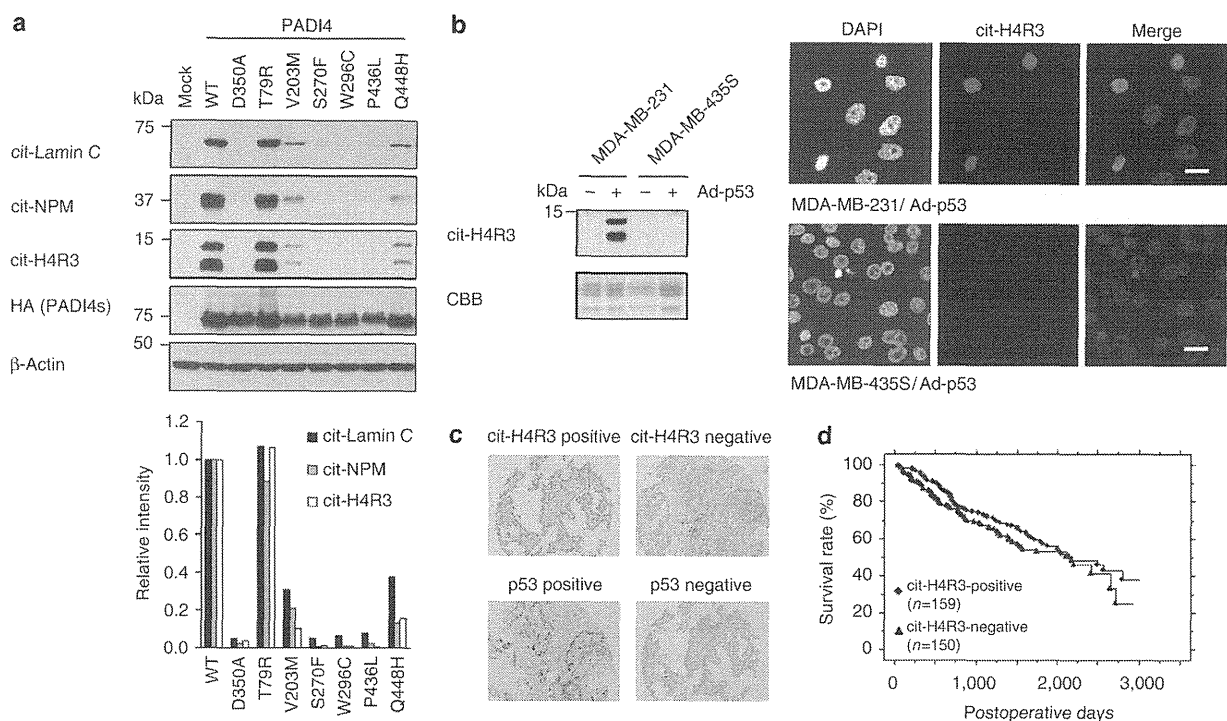 a
PADI4
kDa
Mock
WT
D350A
T79R
V203M
S270F
W296C
P436L
Q448H
75
cit-Lamin C
37
cit-NPM
15
cit-H4R3
HA (PADI4s)
75
50
β-Actin
Relative intensity
1.2
1.0
0.8
0.6
0.4
0.2
0.0
cit-Lamin C
cit-NPM
cit-H4R3
WT
D350A
T79R
V203M
S270F
W296C
P436L
Q448H
b
MDA-MB-231
MDA-MB-435S
kDa
− + − + Ad-p53
15
cit-H4R3
CBB
DAPI cit-H4R3 Merge
MDA-MB-231/ Ad-p53
MDA-MB-435S/ Ad-p53
c
cit-H4R3 positive cit-H4R3 negative
p53 positive p53 negative
d
Survival rate (%)
100
80
60
40
20
0
cit-H4R3-positive
(n=159)
cit-H4R3-negative
(n=150)
0 1,000 2,000 3,000
Postoperative days